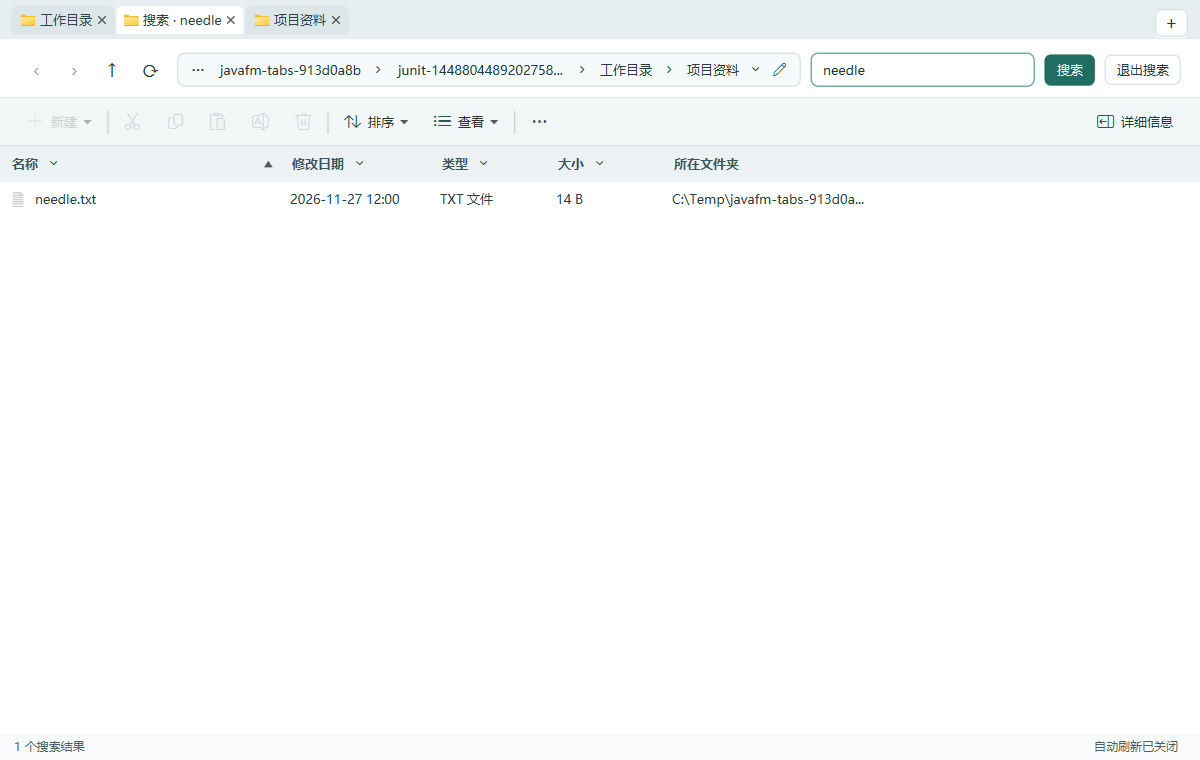 工作目录 搜索 · needle 项目资料
··· javafm-tabs-913d0a8b › junit-1448804489202758... › 工作目录 › 项目资料 needle 搜索 退出搜索
新建 排序 查看 ··· 详细信息
名称 修改日期 类型 大小 所在文件夹
needle.txt 2026-11-27 12:00 TXT 文件 14 B C:\Temp\javafm-tabs-913d0a...
1 个搜索结果 自动刷新已关闭